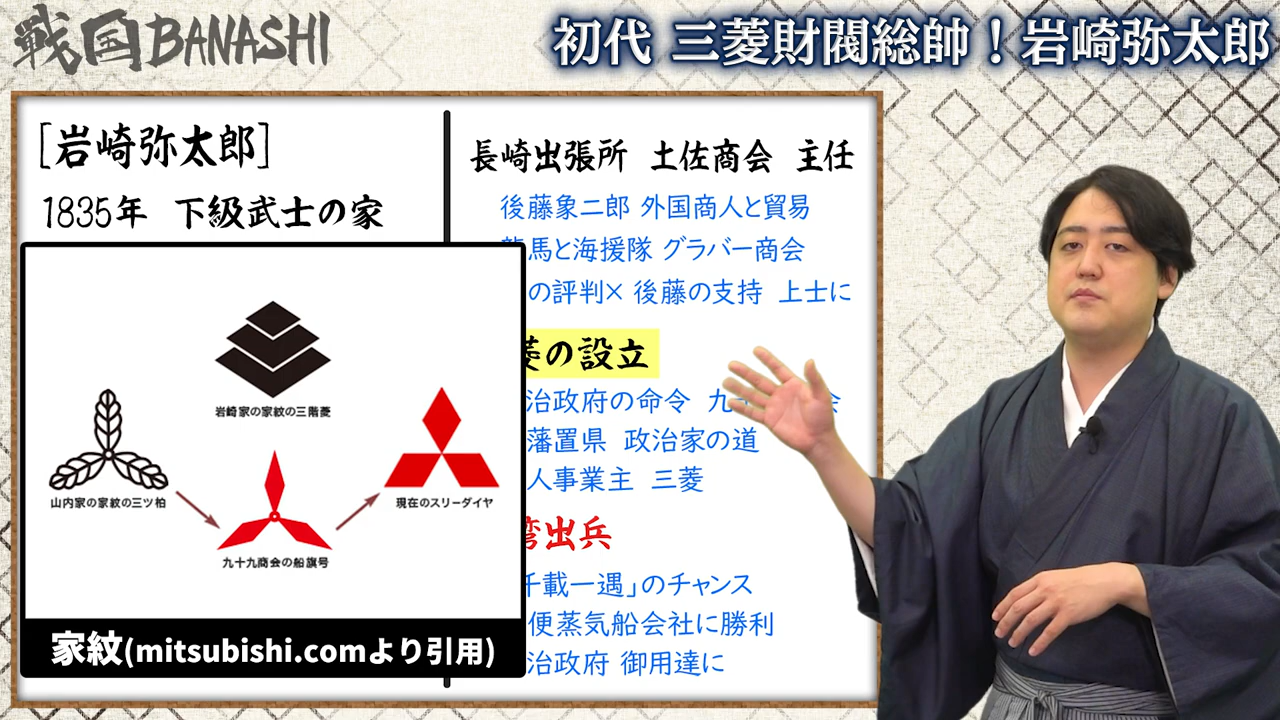 戦国BANASHI
初代 三菱財閥総帥！岩崎弥太郎
[岩崎弥太郎]
1835年 下級武士の家
岩崎家の家紋の三階菱
山内家の家紋の三ツ柏
九十九商会の船旗号
現在のスリーダイヤ
家紋(mitsubishi.comより引用)
長崎出張所 土佐商会 主任
後藤象二郎 外国商人と貿易
馬と海援隊 グラバー商会
の評判× 後藤の支持 上士に
の設立
治政府の命令 九
藩置県 政治家の道
人事業主 三菱
湾出兵
千載一遇」のチャンス
便蒸気船会社に勝利
治政府 御用達に